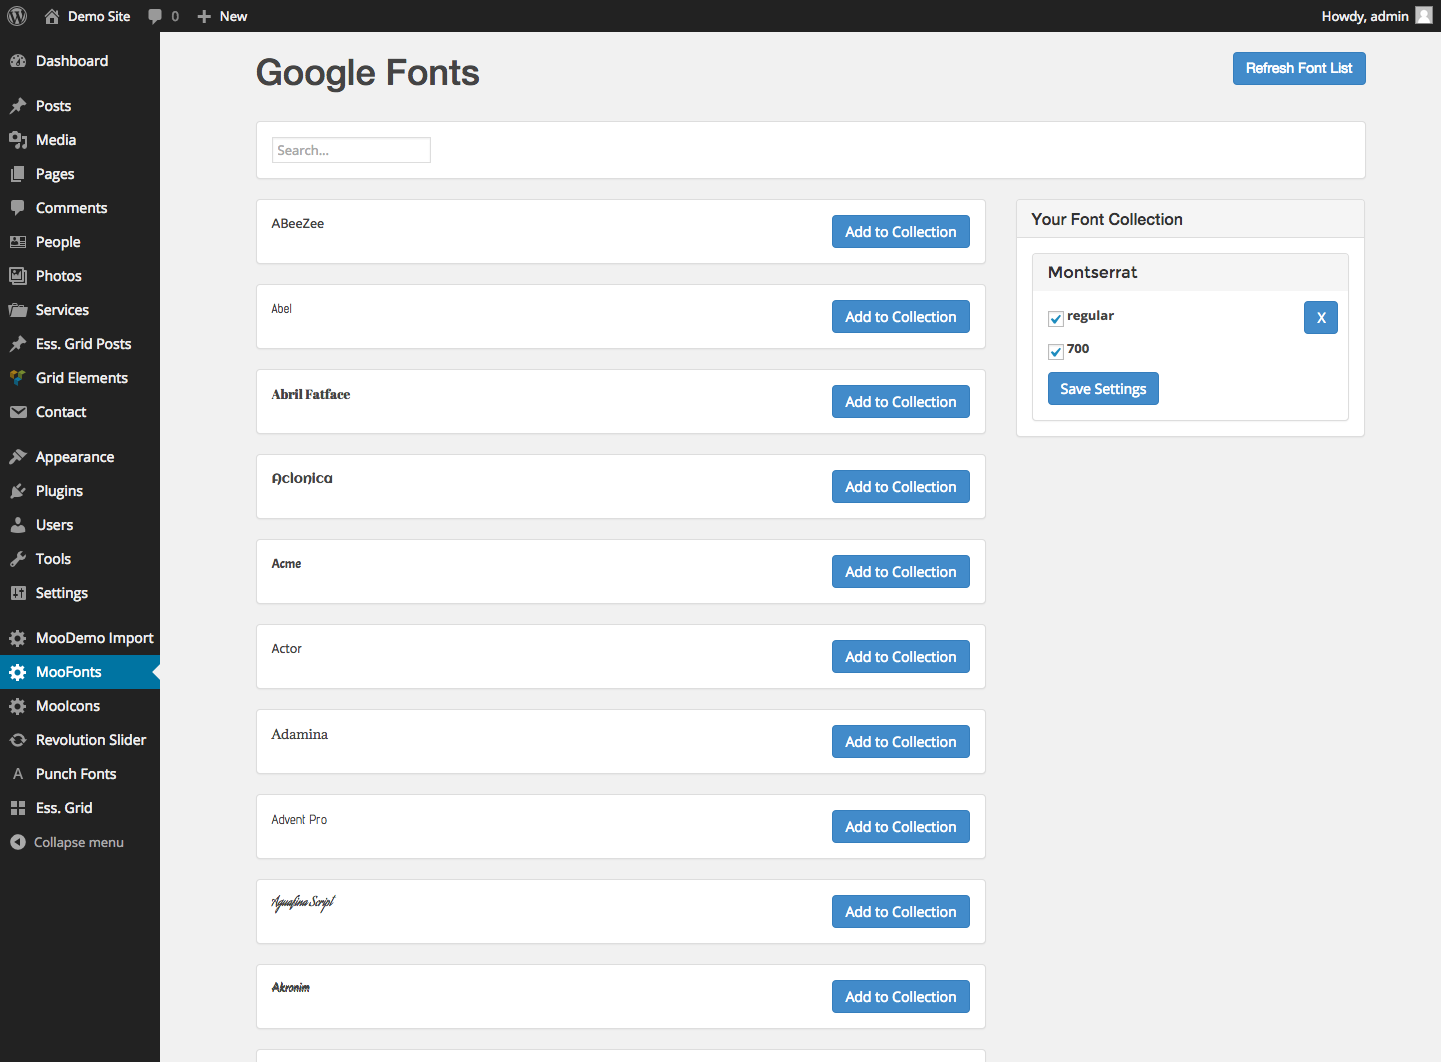 Demo Site
0
New
Howdy, admin
Dashboard
Posts
Media
Pages
Comments
People
Photos
Services
Ess. Grid Posts
Grid Elements
Contact
Appearance
Plugins
Users
Tools
Settings
MooDemo Import
MooFonts
MooIcons
Revolution Slider
Punch Fonts
Ess. Grid
Collapse menu
Google Fonts
Refresh Font List
Search...
ABeeZee
Add to Collection
Abel
Add to Collection
Abril Fatface
Add to Collection
Aclonica
Add to Collection
Acme
Add to Collection
Actor
Add to Collection
Adamina
Add to Collection
Advent Pro
Add to Collection
Aguafina Script
Add to Collection
Akronim
Add to Collection
Your Font Collection
Montserrat
regular
X
700
Save Settings